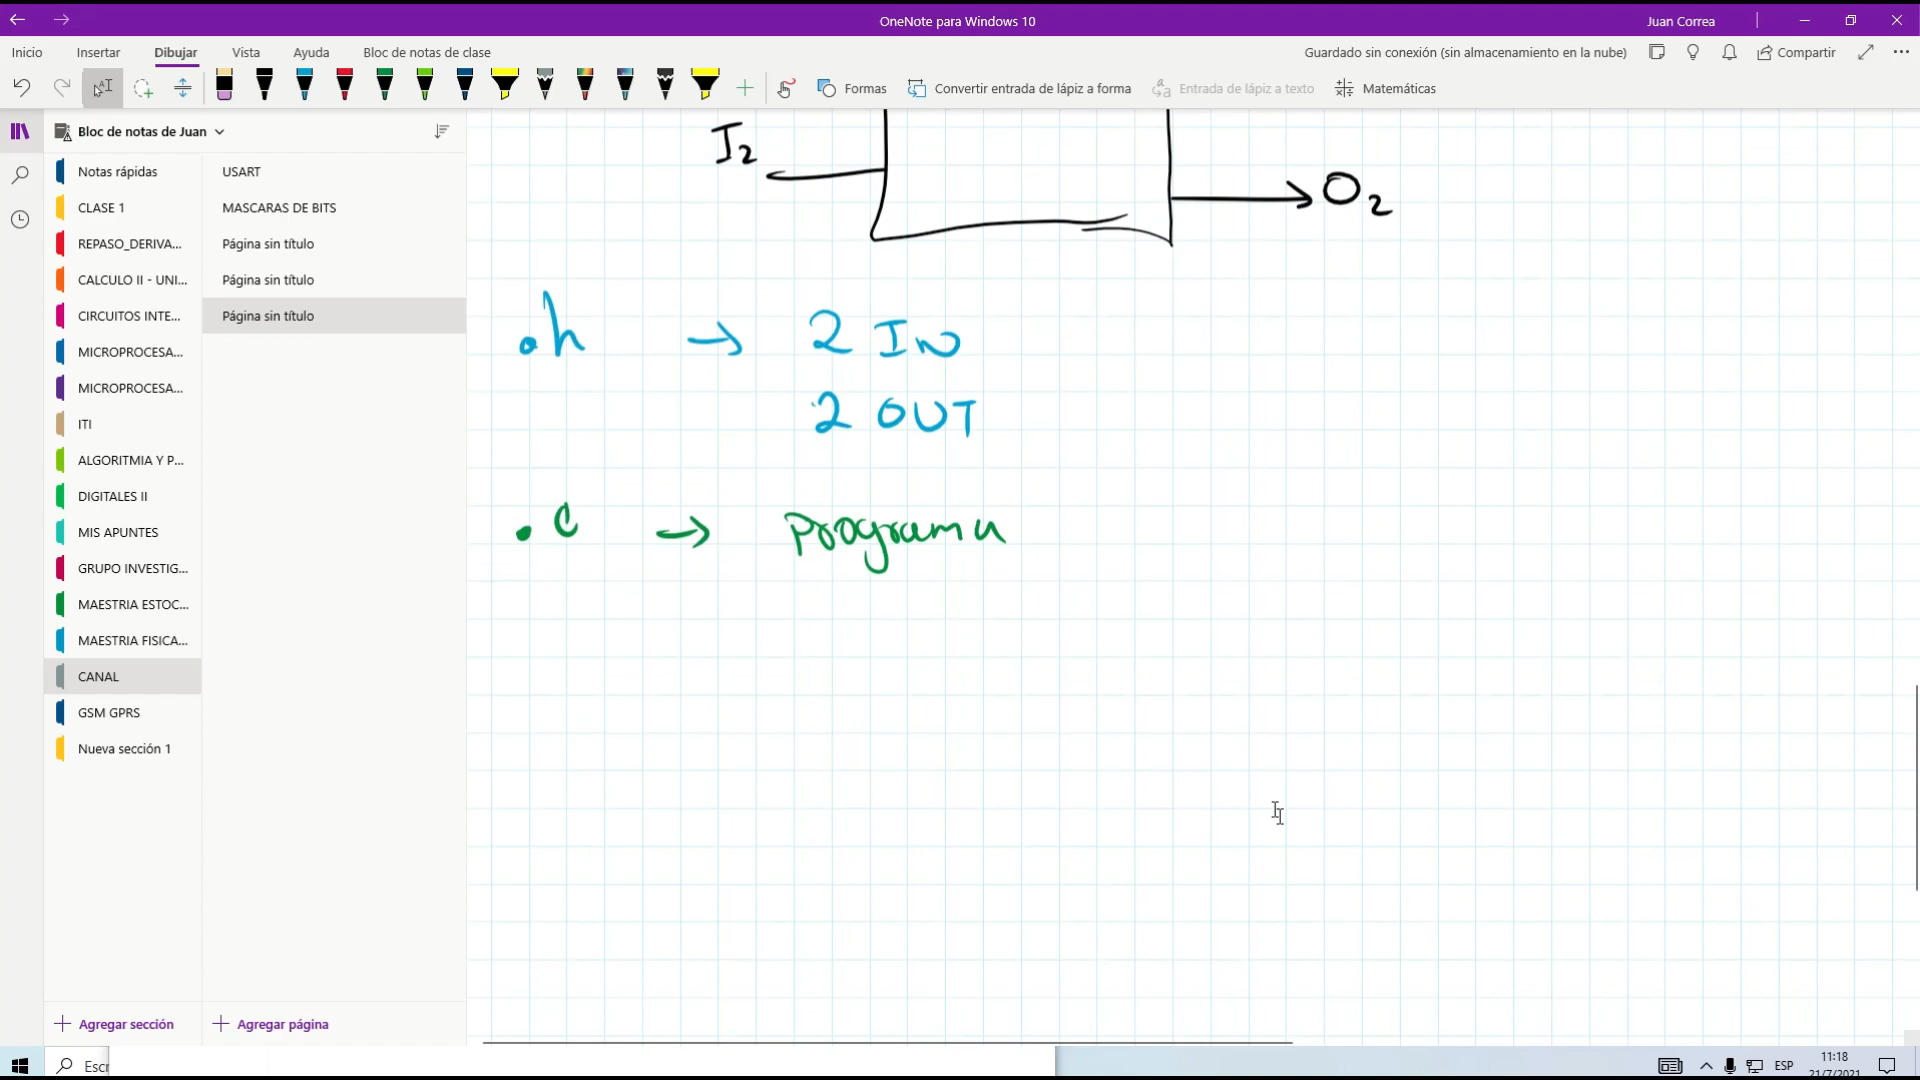 OneNote para Windows 10
Juan Correa
Inicio
Insertar
Dibujar
Vista
Ayuda
Bloc de notas de clase
Guardado sin conexión (sin almacenamiento en la nube)
Compartir
Formas
Convertir entrada de lápiz a forma
Entrada de lápiz a texto
Matemáticas
Bloc de notas de Juan
Notas rápidas
CLASE 1
REPASO_DERIVA...
CALCULO II - UNI...
CIRCUITOS INTE...
MICROPROCESA...
MICROPROCESA...
ITI
ALGORITMIA Y P...
DIGITALES II
MIS APUNTES
GRUPO INVESTIG...
MAESTRIA ESTOC...
MAESTRIA FISICA...
CANAL
GSM GPRS
Nueva sección 1
Agregar sección
USART
MASCARAS DE BITS
Página sin título
Página sin título
Página sin título
Agregar página
I2
O2
.h → 2 IN
2 OUT
.c → Programa
Escr
ESP
11:18
21/7/2021